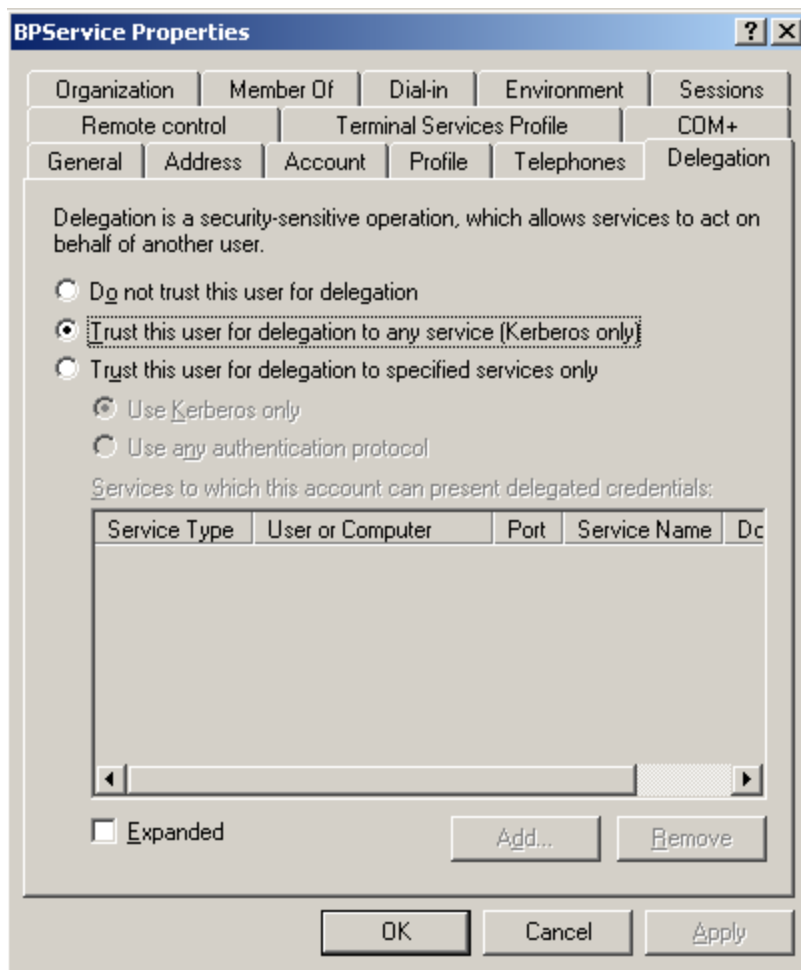 BPService Properties
Organization Member Of Dial-in Environment Sessions
Remote control Terminal Services Profile COM+
General Address Account Profile Telephones Delegation
Delegation is a security-sensitive operation, which allows services to act on
behalf of another user.
Do not trust this user for delegation
Trust this user for delegation to any service (Kerberos only)
Trust this user for delegation to specified services only
Use Kerberos only
Use any authentication protocol
Services to which this account can present delegated credentials:
Service Type User or Computer Port Service Name Do
Expanded
Add... Remove
OK Cancel Apply